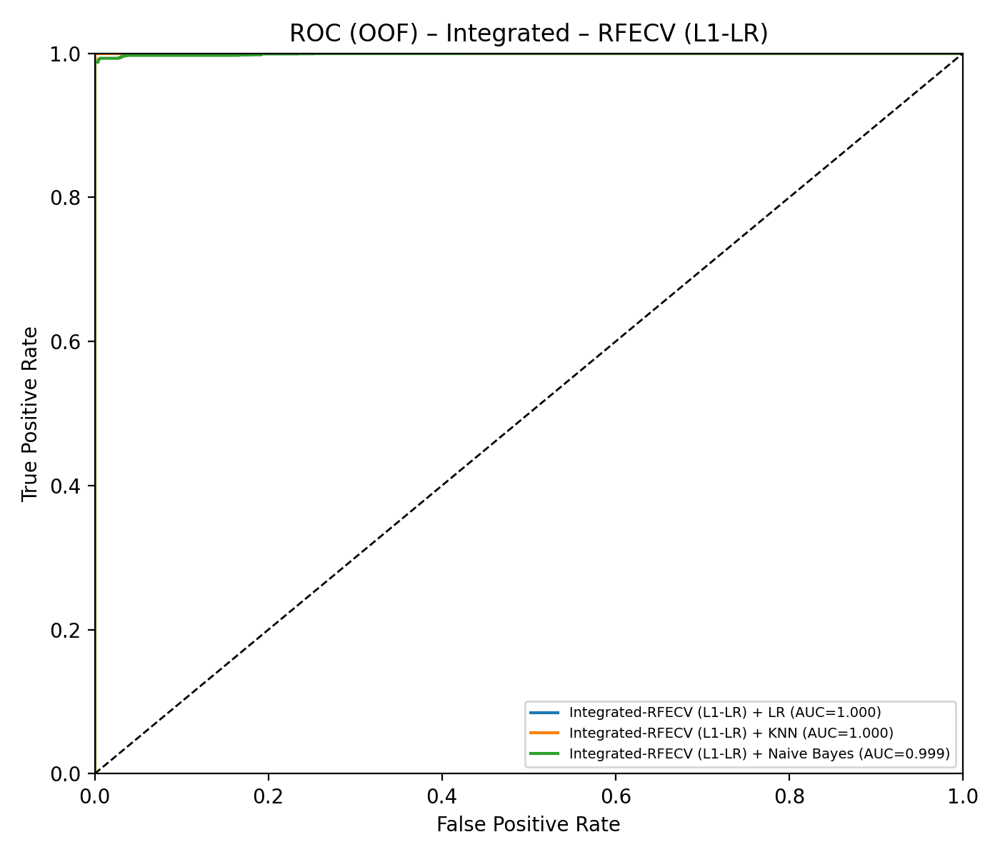 ROC (OOF) – Integrated – RFECV (L1-LR)
1.0
0.8
0.6
0.4
0.2
0.0
True Positive Rate
Integrated-RFECV (L1-LR) + LR (AUC=1.000)
Integrated-RFECV (L1-LR) + KNN (AUC=1.000)
Integrated-RFECV (L1-LR) + Naive Bayes (AUC=0.999)
0.0 0.2 0.4 0.6 0.8 1.0
False Positive Rate